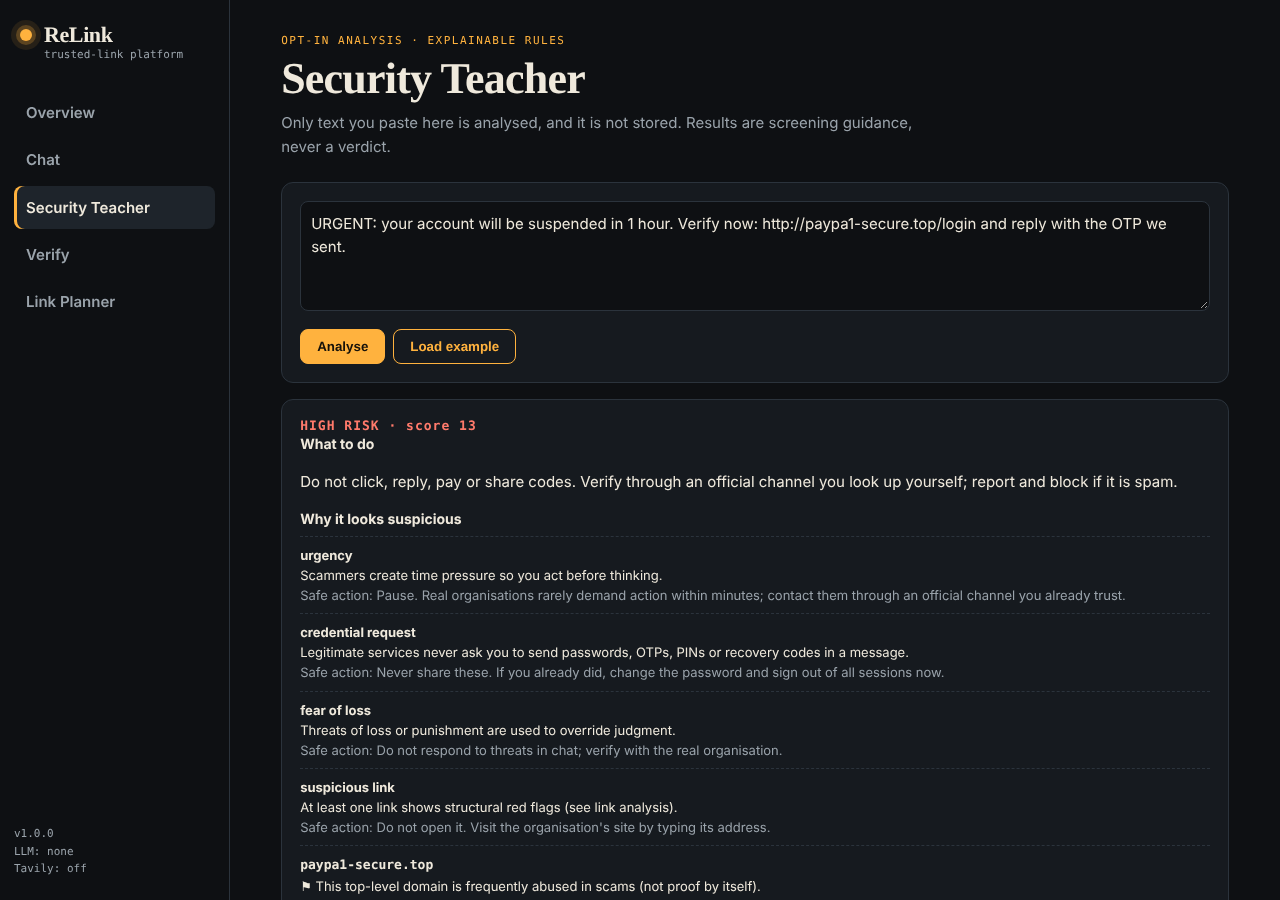 ReLink
trusted-link platform
Overview
Chat
Security Teacher
Verify
Link Planner
v1.0.0
LLM: none
Tavily: off
OPT-IN ANALYSIS · EXPLAINABLE RULES
Security Teacher
Only text you paste here is analysed, and it is not stored. Results are screening guidance,
never a verdict.
URGENT: your account will be suspended in 1 hour. Verify now: http://paypa1-secure.top/login and reply with the OTP we
sent.
Analyse
Load example
HIGH RISK · score 13
What to do
Do not click, reply, pay or share codes. Verify through an official channel you look up yourself; report and block if it is spam.
Why it looks suspicious
urgency
Scammers create time pressure so you act before thinking.
Safe action: Pause. Real organisations rarely demand action within minutes; contact them through an official channel you already trust.
credential request
Legitimate services never ask you to send passwords, OTPs, PINs or recovery codes in a message.
Safe action: Never share these. If you already did, change the password and sign out of all sessions now.
fear of loss
Threats of loss or punishment are used to override judgment.
Safe action: Do not respond to threats in chat; verify with the real organisation.
suspicious link
At least one link shows structural red flags (see link analysis).
Safe action: Do not open it. Visit the organisation's site by typing its address.
paypa1-secure.top
⚑ This top-level domain is frequently abused in scams (not proof by itself).